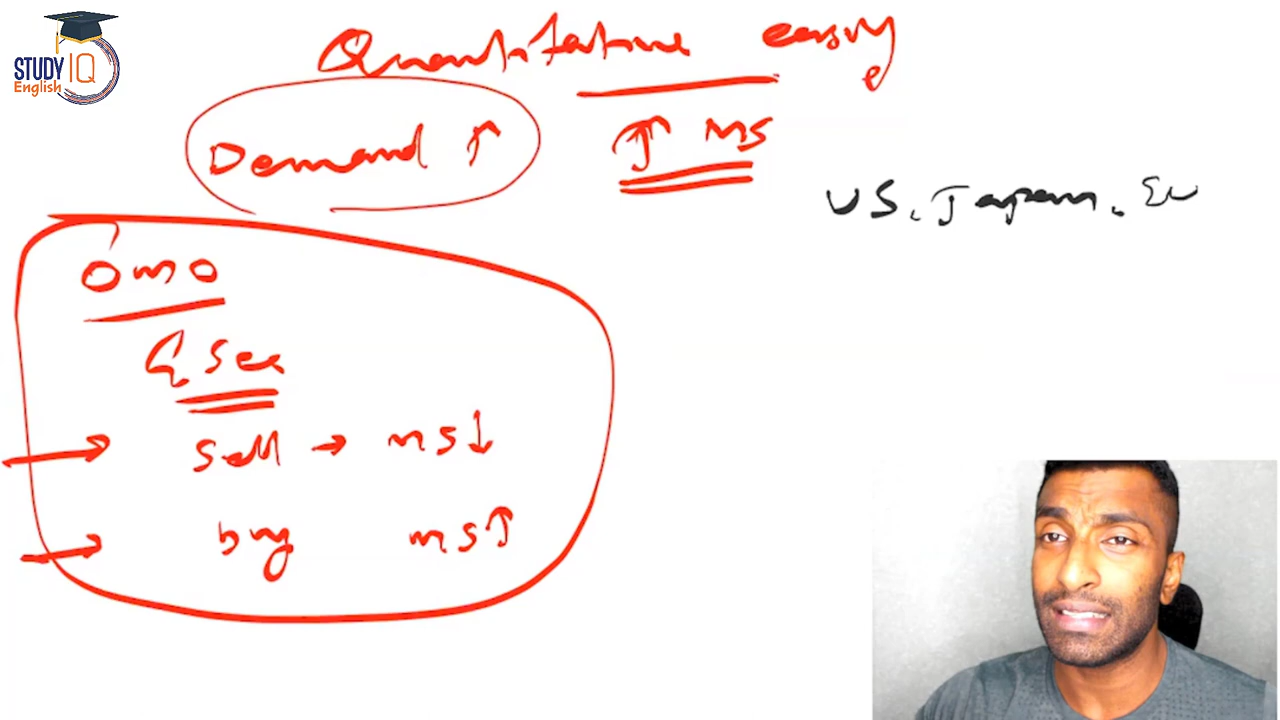 STUDY IQ
English
Quantitative easing
Demand ↑
↑↑ MS
US, Japan, EU
OMO
G Sec
Sell → MS↓
buy MS↑